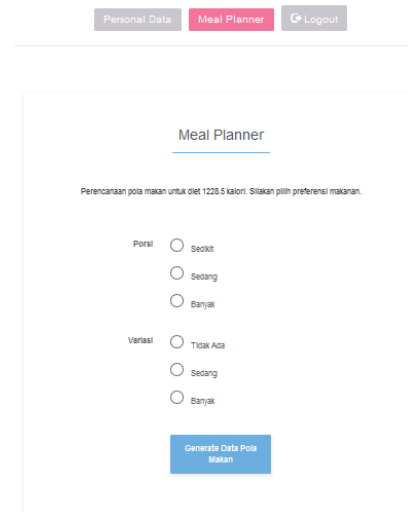 Personal Data Meal Planner Logout
Meal Planner
Perencanaan pola makan untuk diet 1228.5 kalori. Silakan pilih preferensi makanan.
Porsi
Sedikit
Sedang
Banyak
Variasi
Tidak Ada
Sedang
Banyak
Generate Data Pola
Makan